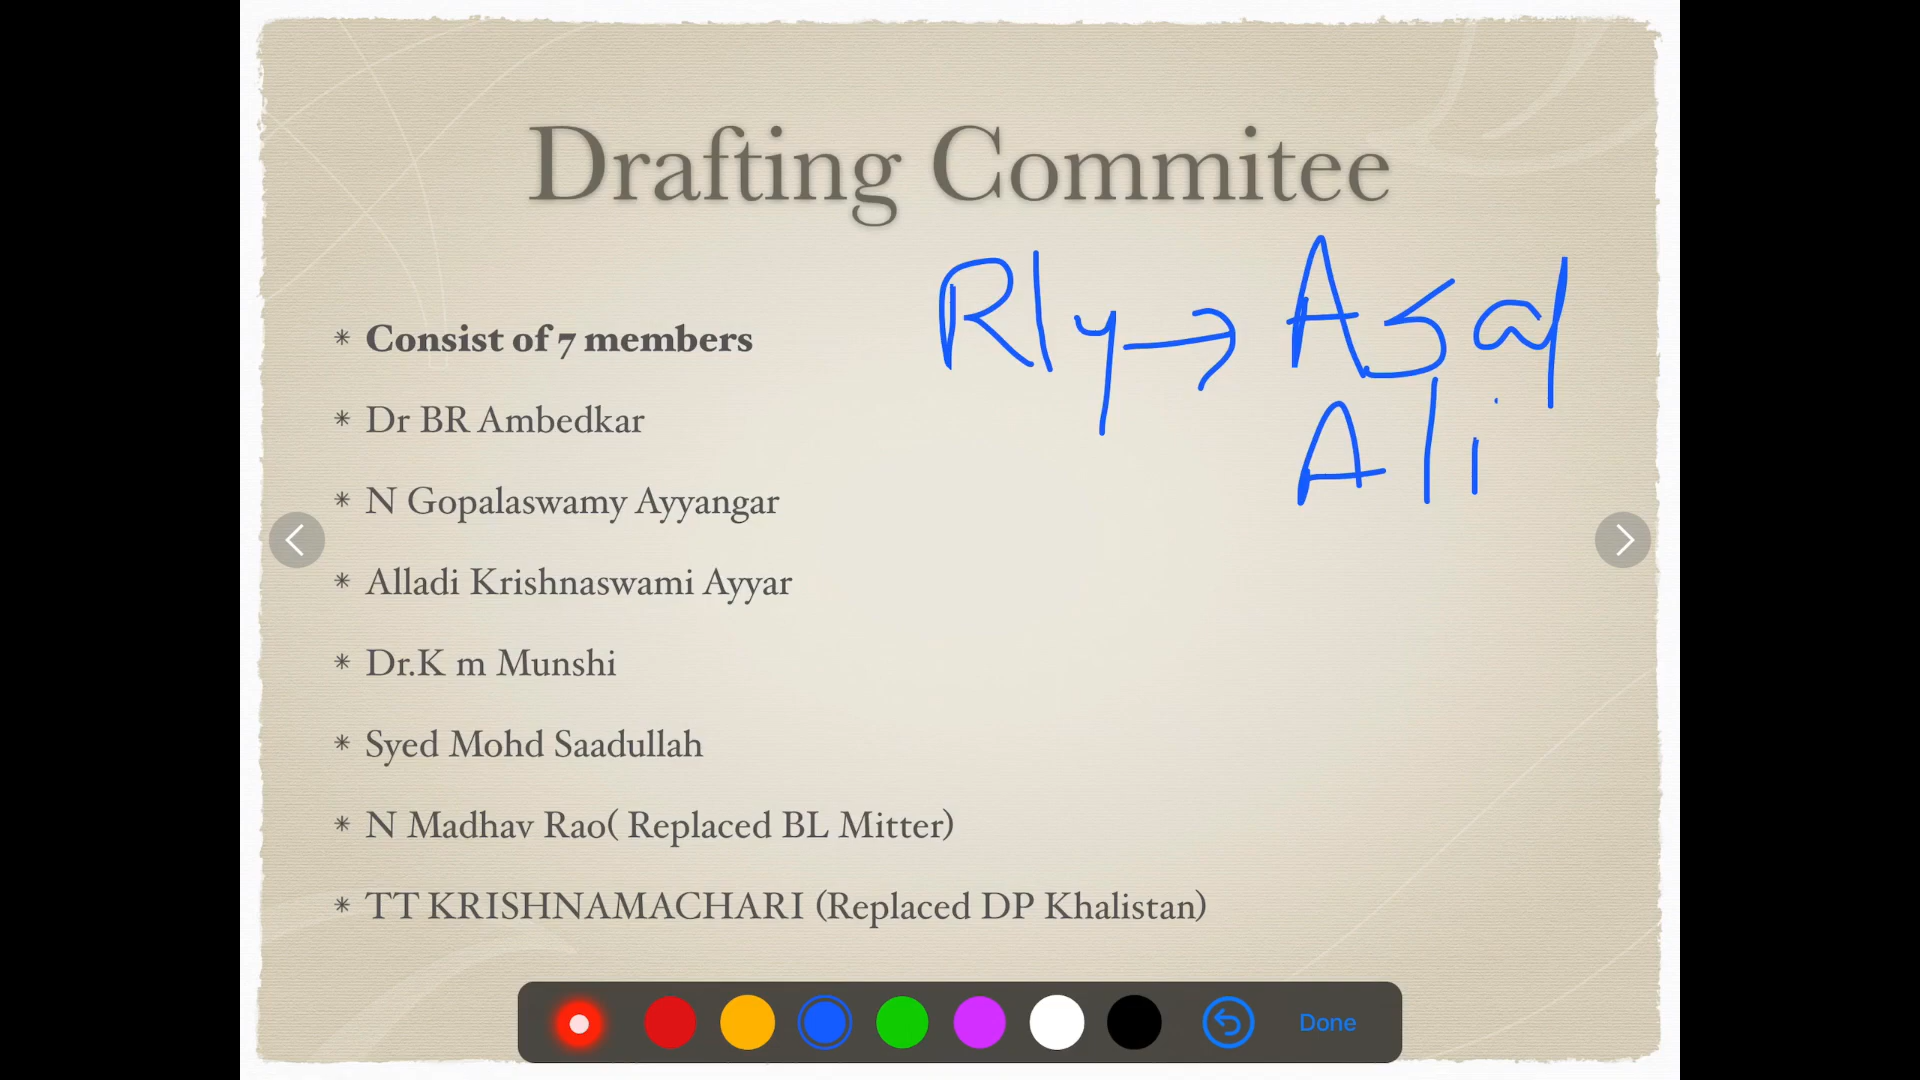 Drafting Commitee
Rly → Asaf
Ali
* Consist of 7 members
* Dr BR Ambedkar
* N Gopalaswamy Ayyangar
* Alladi Krishnaswami Ayyar
* Dr.K m Munshi
* Syed Mohd Saadullah
* N Madhav Rao( Replaced BL Mitter)
* TT KRISHNAMACHARI (Replaced DP Khalistan)
Done